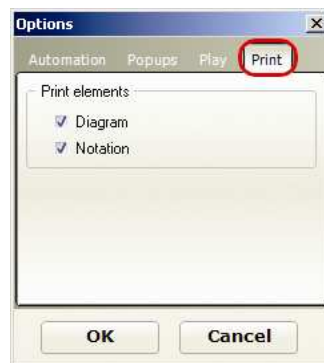 Options
Automation Popups Play Print
Print elements
Diagram
Notation
OK Cancel